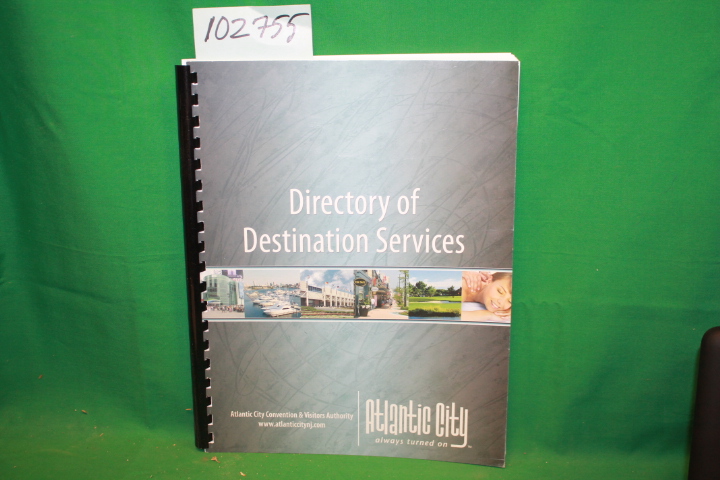 102755
Directory of
Destination Services
Atlantic City Convention & Visitors Authority
www.atlanticcitynj.com
Atlantic City
always turned on